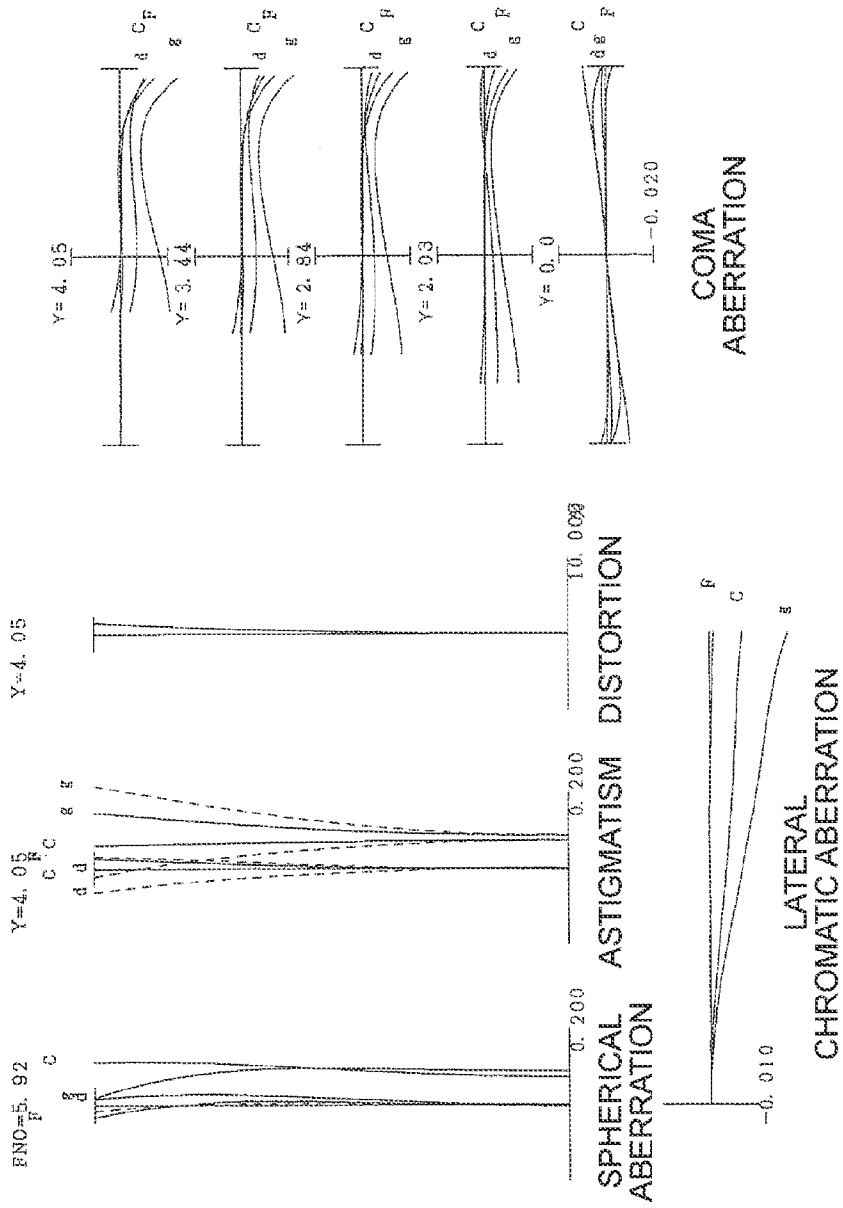 FNO=5.92
F
g
d
C
0.200
SPHERICAL
ABERRATION
Y=4.05
F
C C
d d
g g
0.200
ASTIGMATISM
Y=4.05
10.000
%
DISTORTION
-0.010
F
C
g
LATERAL
CHROMATIC ABERRATION
Y=4.05
C
F
d
g
Y=3.44
C
F
d
g
Y=2.84
C
F
d
g
Y=2.03
C
F
d
g
Y=0.0
C
d g F
-0.020
COMA
ABERRATION